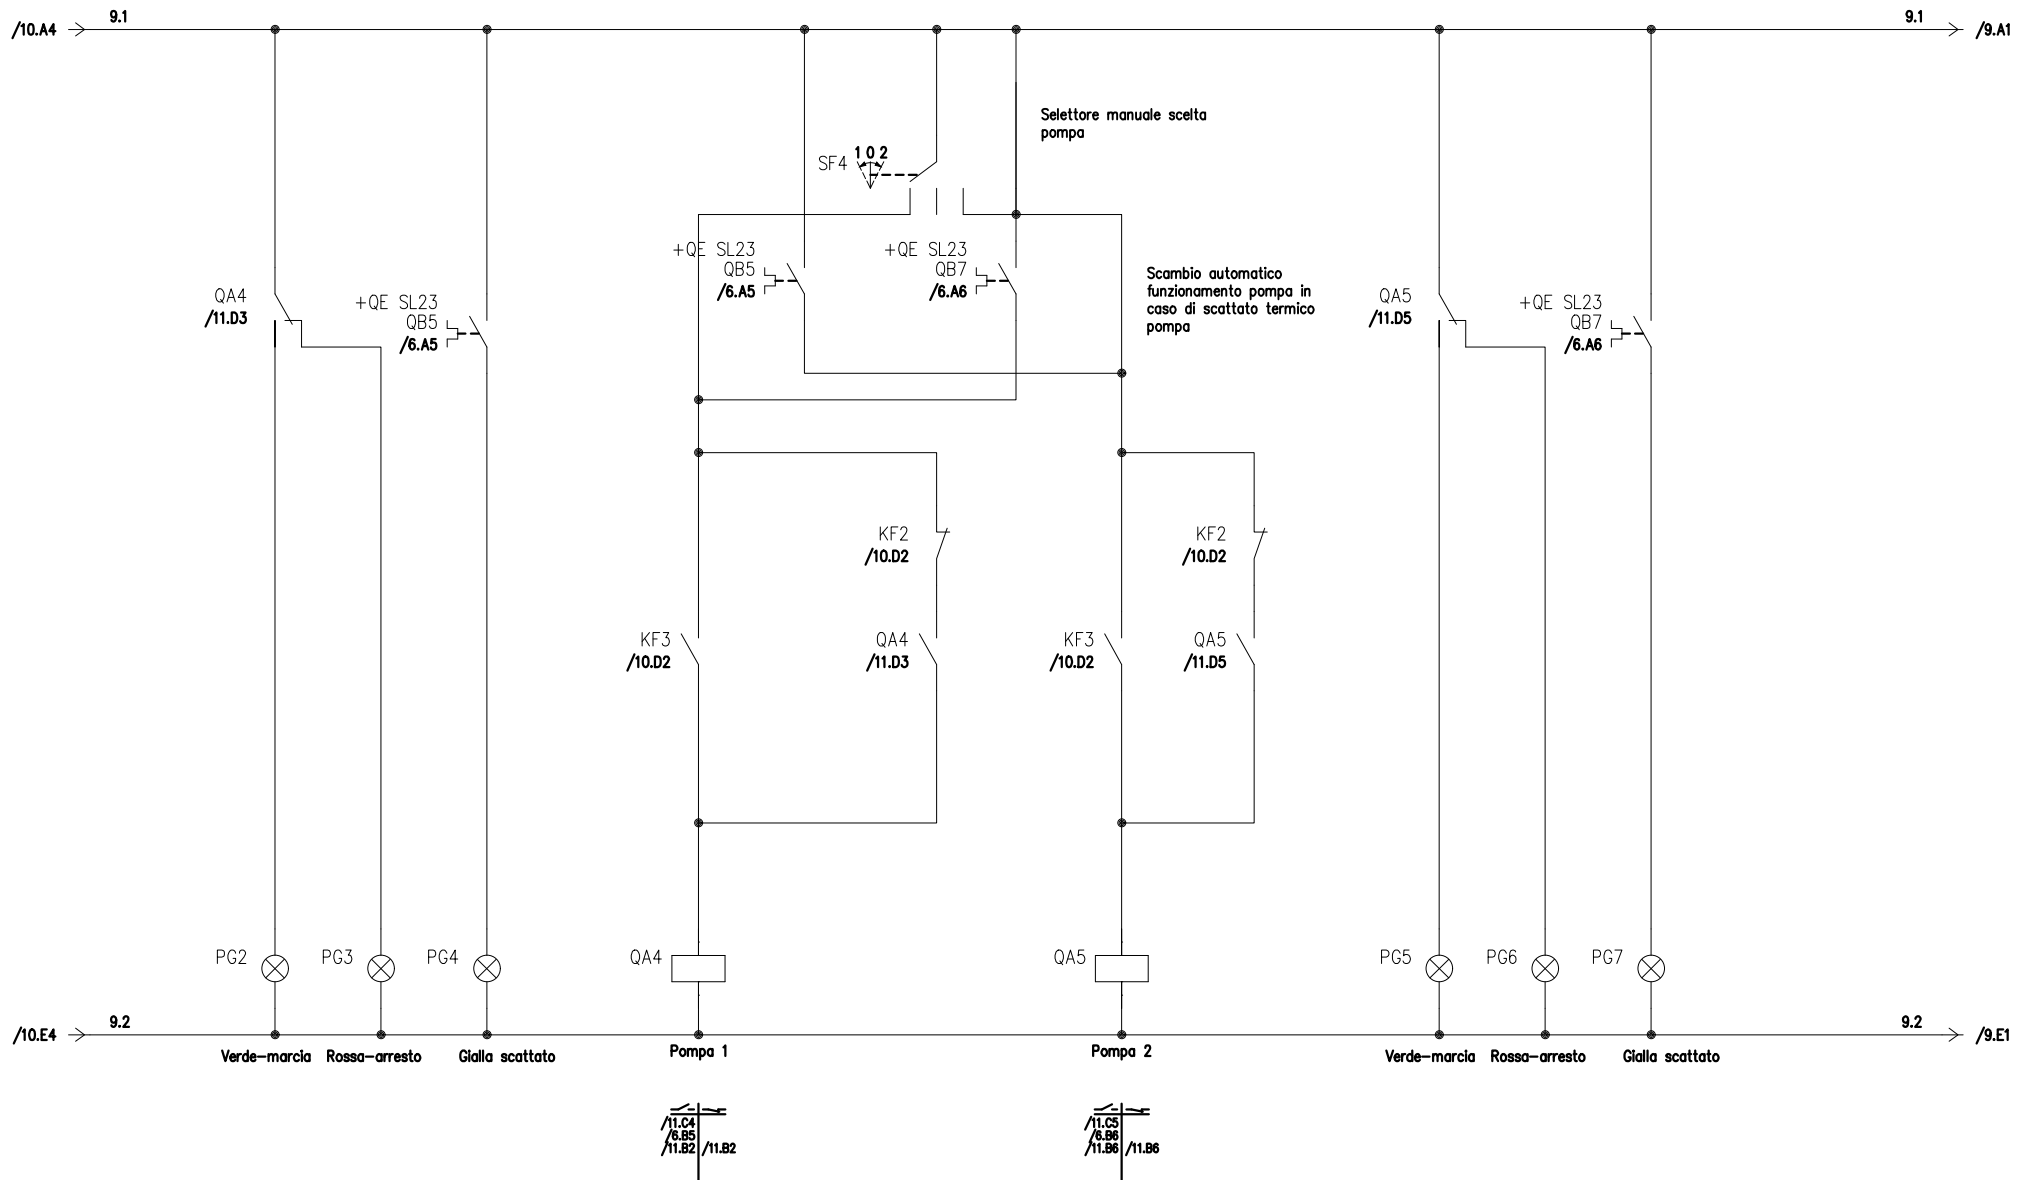 9.1
9.1
/10.A4
/9.A1
Selettore manuale scelta
pompa
1 0 2
SF4
+QE SL23
QB5
/6.A5
+QE SL23
QB7
/6.A6
Scambio automatico
funzionamento pompa in
caso di scattato termico
pompa
QA4
/11.D3
+QE SL23
QB5
/6.A5
QA5
/11.D5
+QE SL23
QB7
/6.A6
KF2
/10.D2
KF2
/10.D2
KF3
/10.D2
QA4
/11.D3
KF3
/10.D2
QA5
/11.D5
PG2
PG3
PG4
QA4
QA5
PG5
PG6
PG7
9.2
9.2
/10.E4
/9.E1
Verde-marcia
Rossa-arresto
Gialla scattato
Pompa 1
Pompa 2
Verde-marcia
Rossa-arresto
Gialla scattato
/11.C4
/6.B5
/11.B2
/11.B2
/11.C5
/6.B6
/11.B6
/11.B6